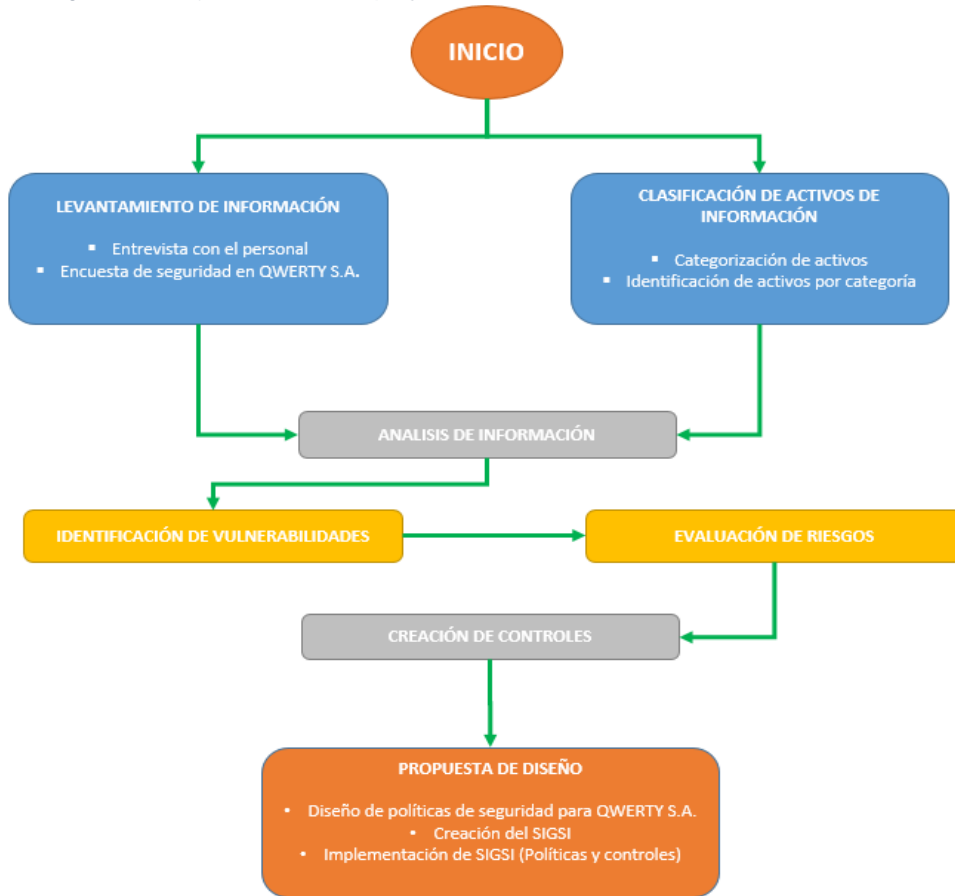 INICIO
LEVANTAMIENTO DE INFORMACIÓN
▪ Entrevista con el personal
▪ Encuesta de seguridad en QWERTY S.A.
CLASIFICACIÓN DE ACTIVOS DE
INFORMACIÓN
▪ Categorización de activos
▪ Identificación de activos por categoría
ANALISIS DE INFORMACIÓN
IDENTIFICACIÓN DE VULNERABILIDADES
EVALUACIÓN DE RIESGOS
CREACIÓN DE CONTROLES
PROPUESTA DE DISEÑO
• Diseño de políticas de seguridad para QWERTY S.A.
• Creación del SIGSI
• Implementación de SIGSI (Políticas y controles)